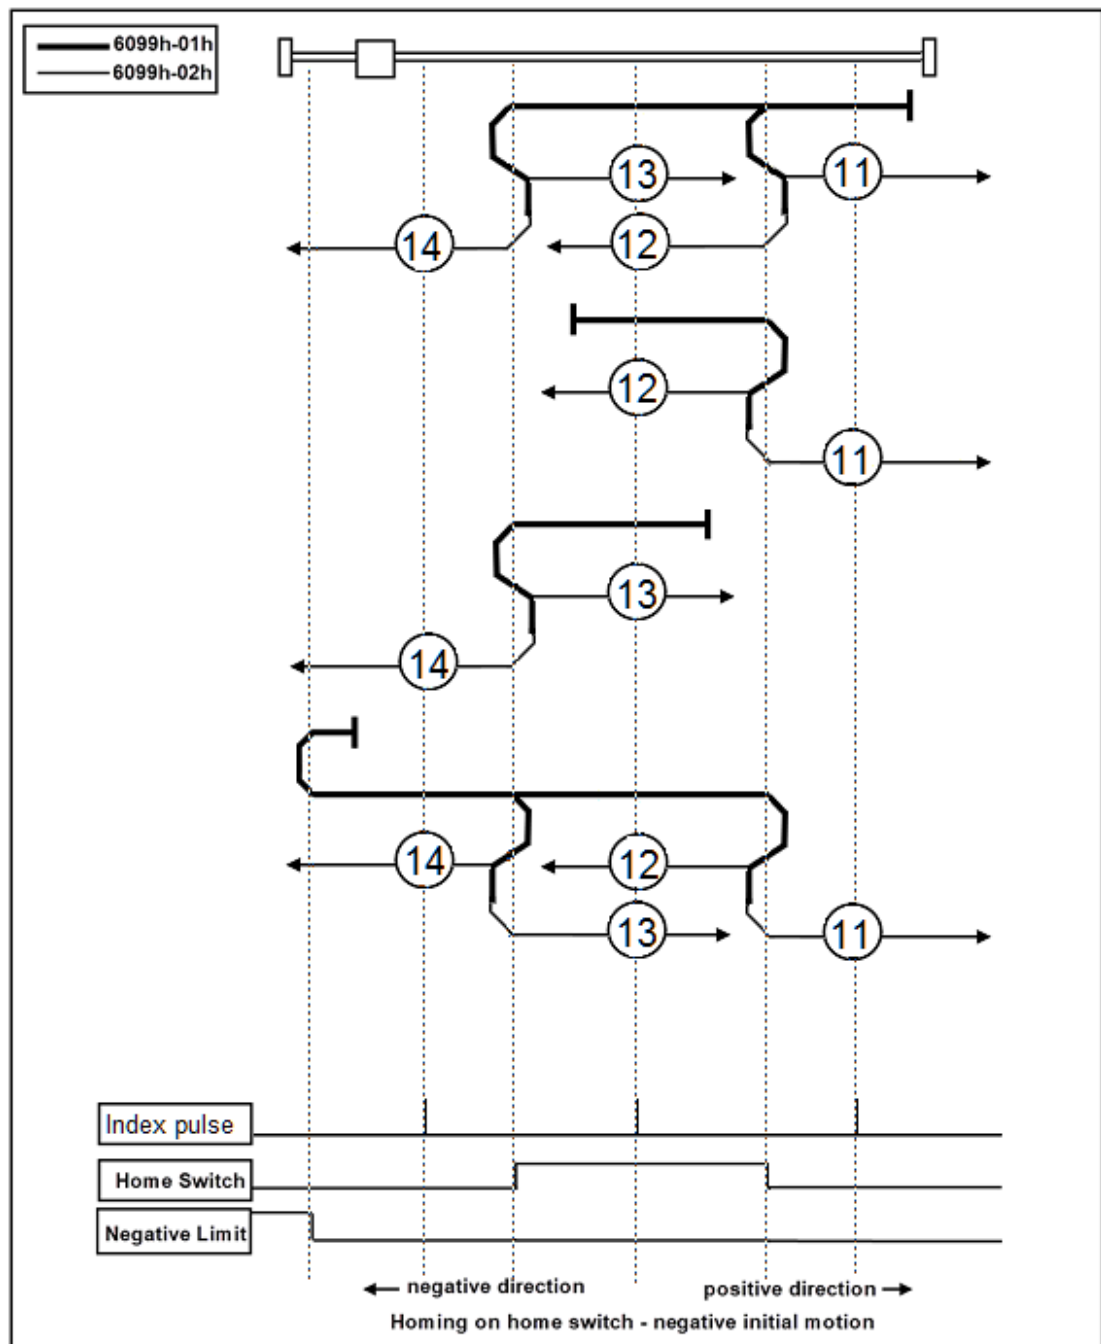 6099h-01h
6099h-02h
13
11
14
12
12
11
13
14
14
12
13
11
Index pulse
Home Switch
Negative Limit
negative direction
positive direction
Homing on home switch - negative initial motion